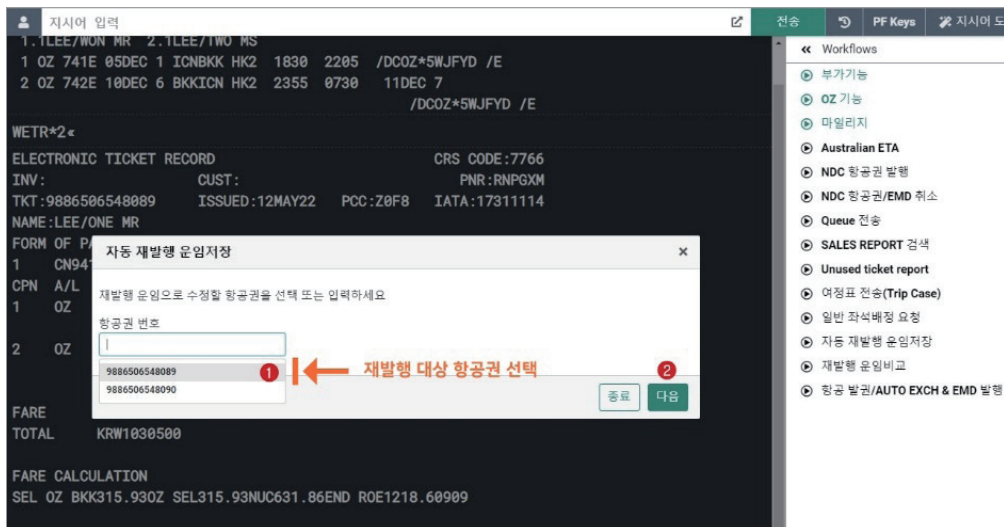 지시어 입력 전송 PF Keys 지시어 도
1.1LEE/WON MR 2.1LEE/TWO MS
1 OZ 741E 05DEC 1 ICNBKK HK2 1830 2205 /DCOZ*5WJFYD /E
2 OZ 742E 10DEC 6 BKKICN HK2 2355 0730 11DEC 7
/DCOZ*5WJFYD /E
WETR*2«
ELECTRONIC TICKET RECORD CRS CODE:7766
INV: CUST: PNR:RNPGXM
TKT:9886506548089 ISSUED:12MAY22 PCC:Z0F8 IATA:17311114
NAME:LEE/ONE MR
FORM OF PA
1 CN941
CPN A/L
1 OZ
2 OZ
FARE
TOTAL KRW1030500
FARE CALCULATION
SEL OZ BKK315.93OZ SEL315.93NUC631.86END ROE1218.60909
자동 재발행 운임저장 ×
재발행 운임으로 수정할 항공권을 선택 또는 입력하세요
항공권 번호
9886506548089 1 재발행 대상 항공권 선택
9886506548090
2
종료 다음
« Workflows
부가기능
OZ 기능
마일리지
Australian ETA
NDC 항공권 발행
NDC 항공권/EMD 취소
Queue 전송
SALES REPORT 검색
Unused ticket report
여정표 전송(Trip Case)
일반 좌석배정 요청
자동 재발행 운임저장
재발행 운임비교
항공 발권/AUTO EXCH & EMD 발행